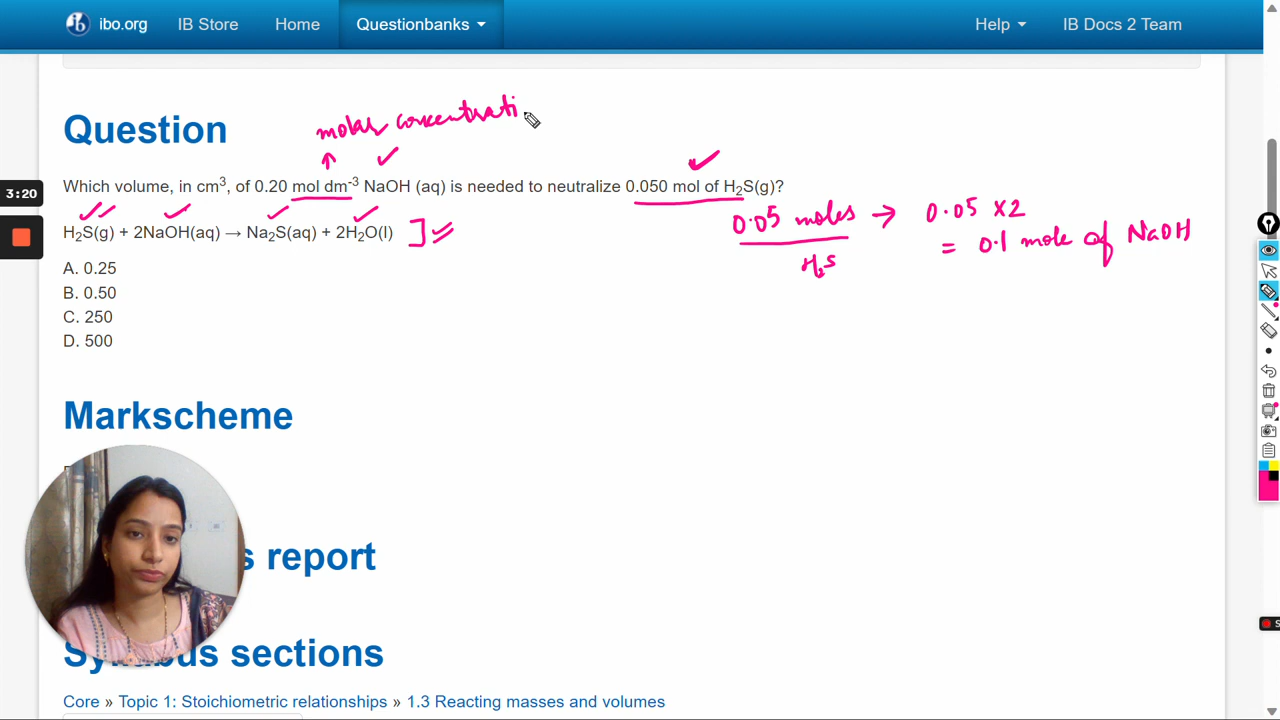 ibo.org IB Store Home Questionbanks Help IB Docs 2 Team
molar concentrati
Question
3:20
Which volume, in cm³, of 0.20 mol dm⁻³ NaOH (aq) is needed to neutralize 0.050 mol of H₂S(g)?
0.05 moles → 0.05 × 2
H₂S(g) + 2NaOH(aq) → Na₂S(aq) + 2H₂O(l)
= 0.1 mole of NaOH
H₂S
A. 0.25
B. 0.50
C. 250
D. 500
Markscheme
s report
Syllabus sections
Core » Topic 1: Stoichiometric relationships » 1.3 Reacting masses and volumes